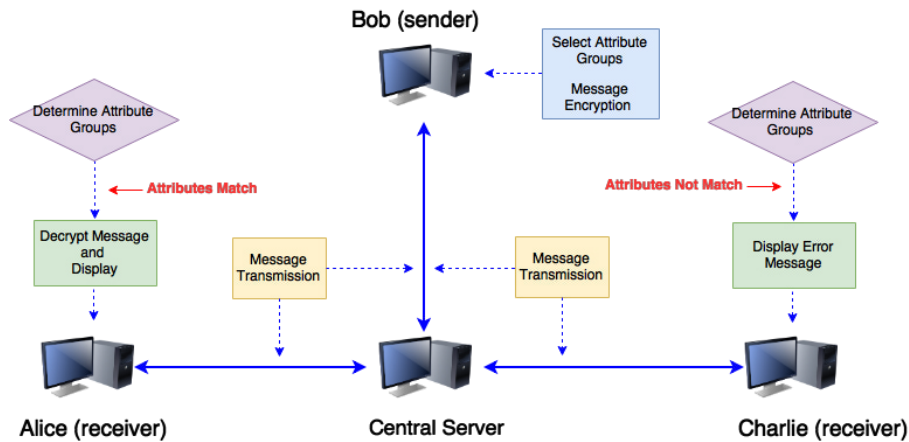 Bob (sender)
Select Attribute
Groups
Message
Encryption
Determine Attribute
Groups
Determine Attribute
Groups
Attributes Match
Attributes Not Match
Decrypt Message
and
Display
Message
Transmission
Message
Transmission
Display Error
Message
Alice (receiver)
Central Server
Charlie (receiver)